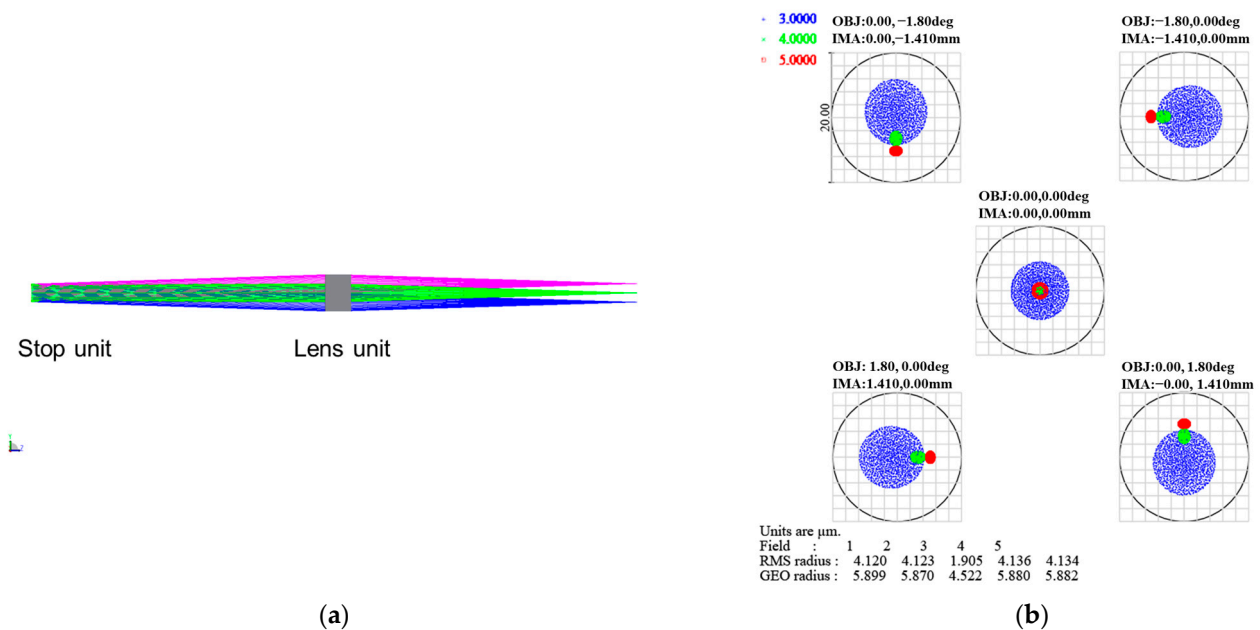 3.0000
4.0000
5.0000
OBJ:0.00, −1.80deg
IMA:0.00, −1.410mm
20.00
OBJ:−1.80,0.00deg
IMA:−1.410,0.00mm
OBJ:0.00,0.00deg
IMA:0.00,0.00mm
Stop unit
Lens unit
OBJ: 1.80, 0.00deg
IMA:1.410,0.00mm
OBJ:0.00, 1.80deg
IMA:−0.00, 1.410mm
Y
Z
Units are μm.
Field : 1 2 3 4 5
RMS radius : 4.120 4.123 1.905 4.136 4.134
GEO radius : 5.899 5.870 4.522 5.880 5.882
(a)
(b)